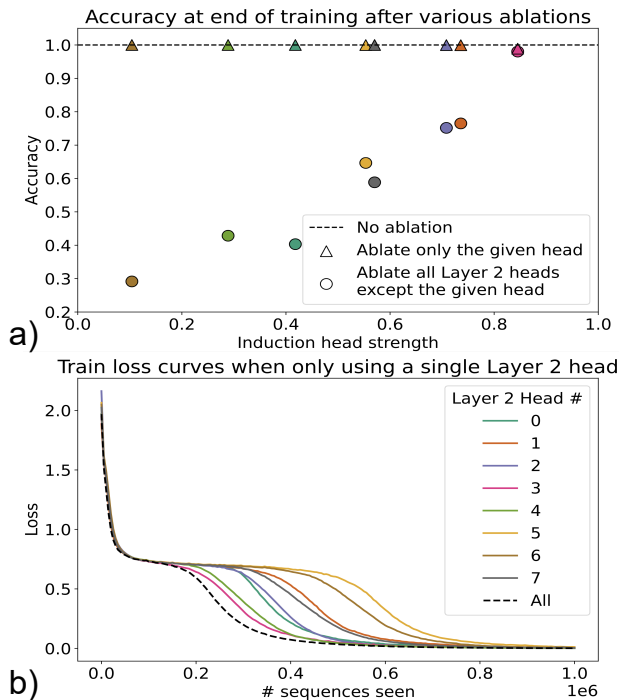 Accuracy at end of training after various ablations
1.0
0.9
0.8
0.7
0.6
0.5
0.4
0.3
0.2
Accuracy
No ablation
Ablate only the given head
Ablate all Layer 2 heads
except the given head
0.0 0.2 0.4 0.6 0.8 1.0
Induction head strength
a)
Train loss curves when only using a single Layer 2 head
2.0
1.5
1.0
0.5
0.0
Loss
Layer 2 Head #
0
1
2
3
4
5
6
7
All
0.0 0.2 0.4 0.6 0.8 1.0
1e6
# sequences seen
b)